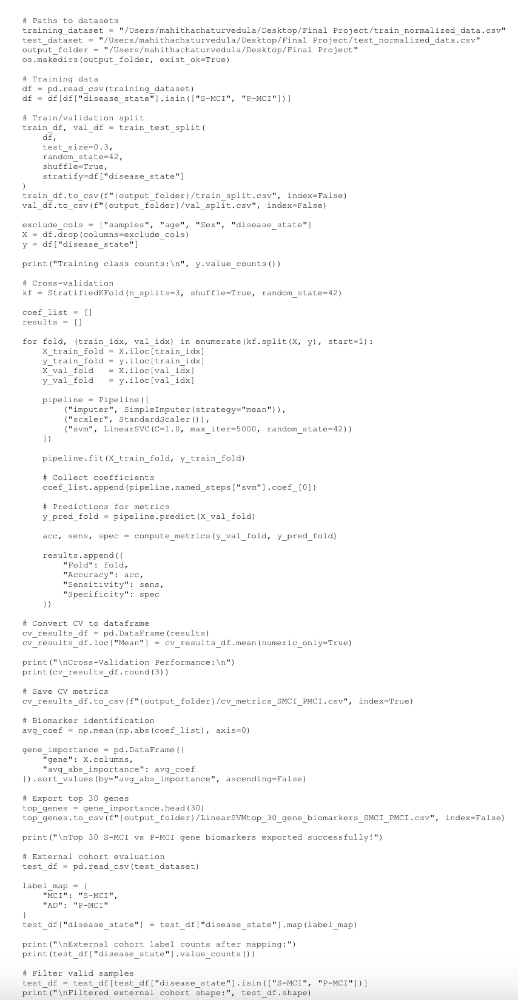 # Paths to datasets
training_dataset = "/Users/mahithachaturvedula/Desktop/Final Project/train_normalized_data.csv"
test_dataset = "/Users/mahithachaturvedula/Desktop/Final Project/test_normalized_data.csv"
output_folder = "/Users/mahithachaturvedula/Desktop/Final Project"
os.makedirs(output_folder, exist_ok=True)

# Training data
df = pd.read_csv(training_dataset)
df = df[df["disease_state"].isin(["S-MCI", "P-MCI"])]

# Train/validation split
train_df, val_df = train_test_split(
    df,
    test_size=0.3,
    random_state=42,
    shuffle=True,
    stratify=df["disease_state"]
)
train_df.to_csv(f"{output_folder}/train_split.csv", index=False)
val_df.to_csv(f"{output_folder}/val_split.csv", index=False)

exclude_cols = ["samples", "age", "Sex", "disease_state"]
X = df.drop(columns=exclude_cols)
y = df["disease_state"]

print("Training class counts:\n", y.value_counts())

# Cross-validation
kf = StratifiedKFold(n_splits=3, shuffle=True, random_state=42)

coef_list = []
results = []

for fold, (train_idx, val_idx) in enumerate(kf.split(X, y), start=1):
    X_train_fold = X.iloc[train_idx]
    y_train_fold = y.iloc[train_idx]
    X_val_fold   = X.iloc[val_idx]
    y_val_fold   = y.iloc[val_idx]

    pipeline = Pipeline([
        ("imputer", SimpleImputer(strategy="mean")),
        ("scaler", StandardScaler()),
        ("svm", LinearSVC(C=1.0, max_iter=5000, random_state=42))
    ])

    pipeline.fit(X_train_fold, y_train_fold)

    # Collect coefficients
    coef_list.append(pipeline.named_steps["svm"].coef_[0])

    # Predictions for metrics
    y_pred_fold = pipeline.predict(X_val_fold)

    acc, sens, spec = compute_metrics(y_val_fold, y_pred_fold)

    results.append({
        "Fold": fold,
        "Accuracy": acc,
        "Sensitivity": sens,
        "Specificity": spec
    })

# Convert CV to dataframe
cv_results_df = pd.DataFrame(results)
cv_results_df.loc["Mean"] = cv_results_df.mean(numeric_only=True)

print("\nCross-Validation Performance:\n")
print(cv_results_df.round(3))

# Save CV metrics
cv_results_df.to_csv(f"{output_folder}/cv_metrics_SMCI_PMCI.csv", index=True)

# Biomarker identification
avg_coef = np.mean(np.abs(coef_list), axis=0)

gene_importance = pd.DataFrame({
    "gene": X.columns,
    "avg_abs_importance": avg_coef
}).sort_values(by="avg_abs_importance", ascending=False)

# Export top 30 genes
top_genes = gene_importance.head(30)
top_genes.to_csv(f"{output_folder}/LinearSVMtop_30_gene_biomarkers_SMCI_PMCI.csv", index=False)

print("\nTop 30 S-MCI vs P-MCI gene biomarkers exported successfully!")

# External cohort evaluation
test_df = pd.read_csv(test_dataset)

label_map = {
    "MCI": "S-MCI",
    "AD": "P-MCI"
}
test_df["disease_state"] = test_df["disease_state"].map(label_map)

print("\nExternal cohort label counts after mapping:")
print(test_df["disease_state"].value_counts())

# Filter valid samples
test_df = test_df[test_df["disease_state"].isin(["S-MCI", "P-MCI"])]
print("\nFiltered external cohort shape:", test_df.shape)